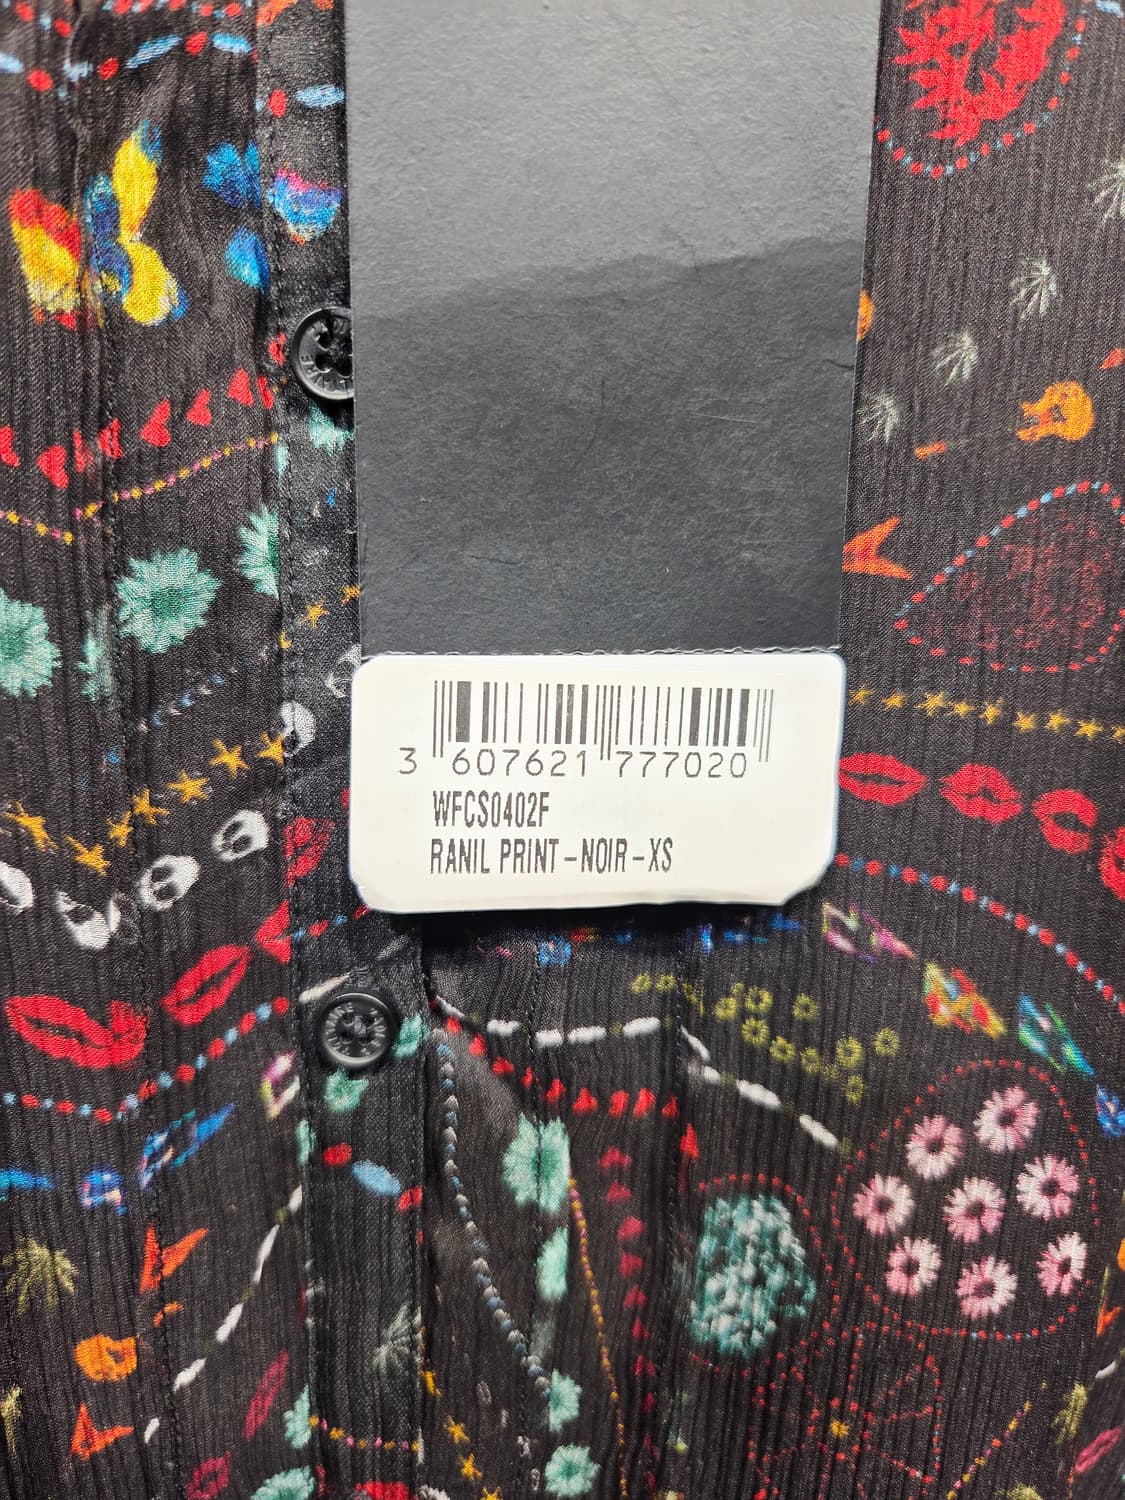 3 607621 777020
WFCS0402F
RANIL PRINT-NOIR-XS